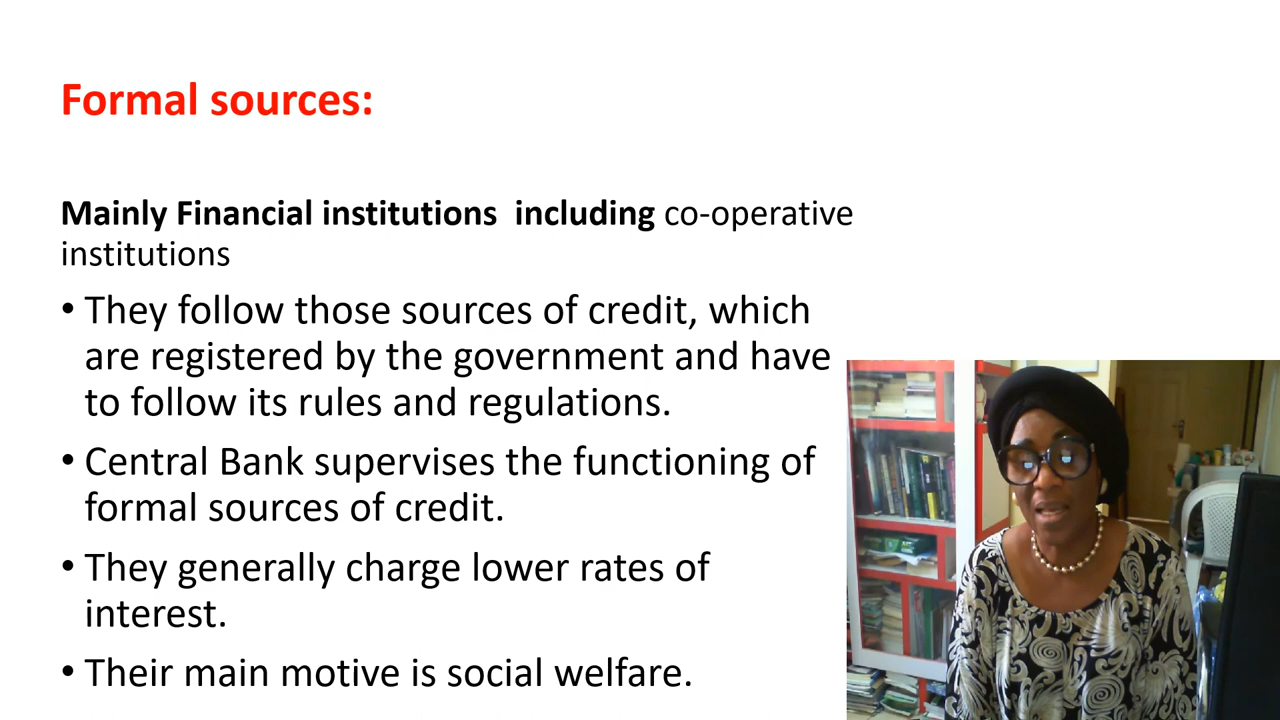 Formal sources:
Mainly Financial institutions  including co-operative
institutions
• They follow those sources of credit, which
are registered by the government and have
to follow its rules and regulations.
• Central Bank supervises the functioning of
formal sources of credit.
• They generally charge lower rates of
interest.
• Their main motive is social welfare.